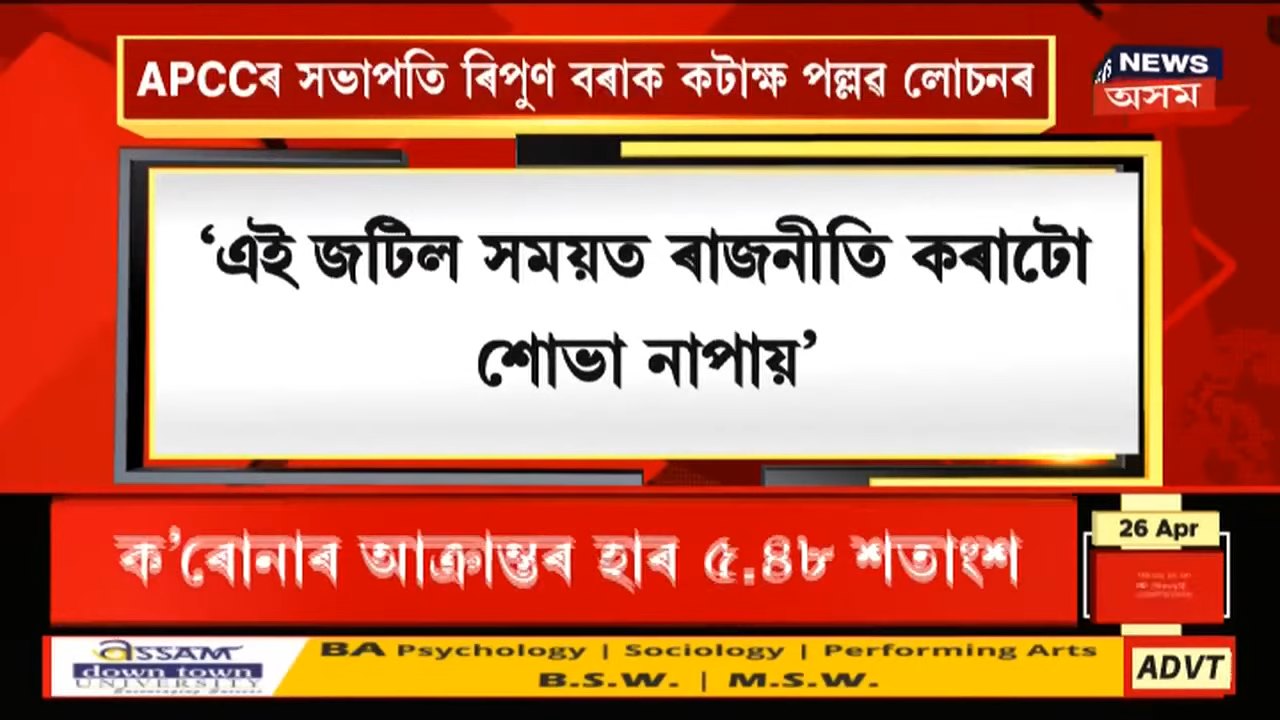 APCCৰ সভাপতি ৰিপুণ বৰাক কটাক্ষ পল্লৱ লোচনৰ
NEWS
অসম
‘এই জটিল সময়ত ৰাজনীতি কৰাটো
শোভা নাপায়’
ক’ৰোনাৰ আক্ৰান্তৰ হাৰ ৫.৪৮ শতাংশ
26 Apr
assam
down town
UNIVERSITY
BA Psychology | Sociology | Performing Arts
B.S.W. | M.S.W.
ADVT